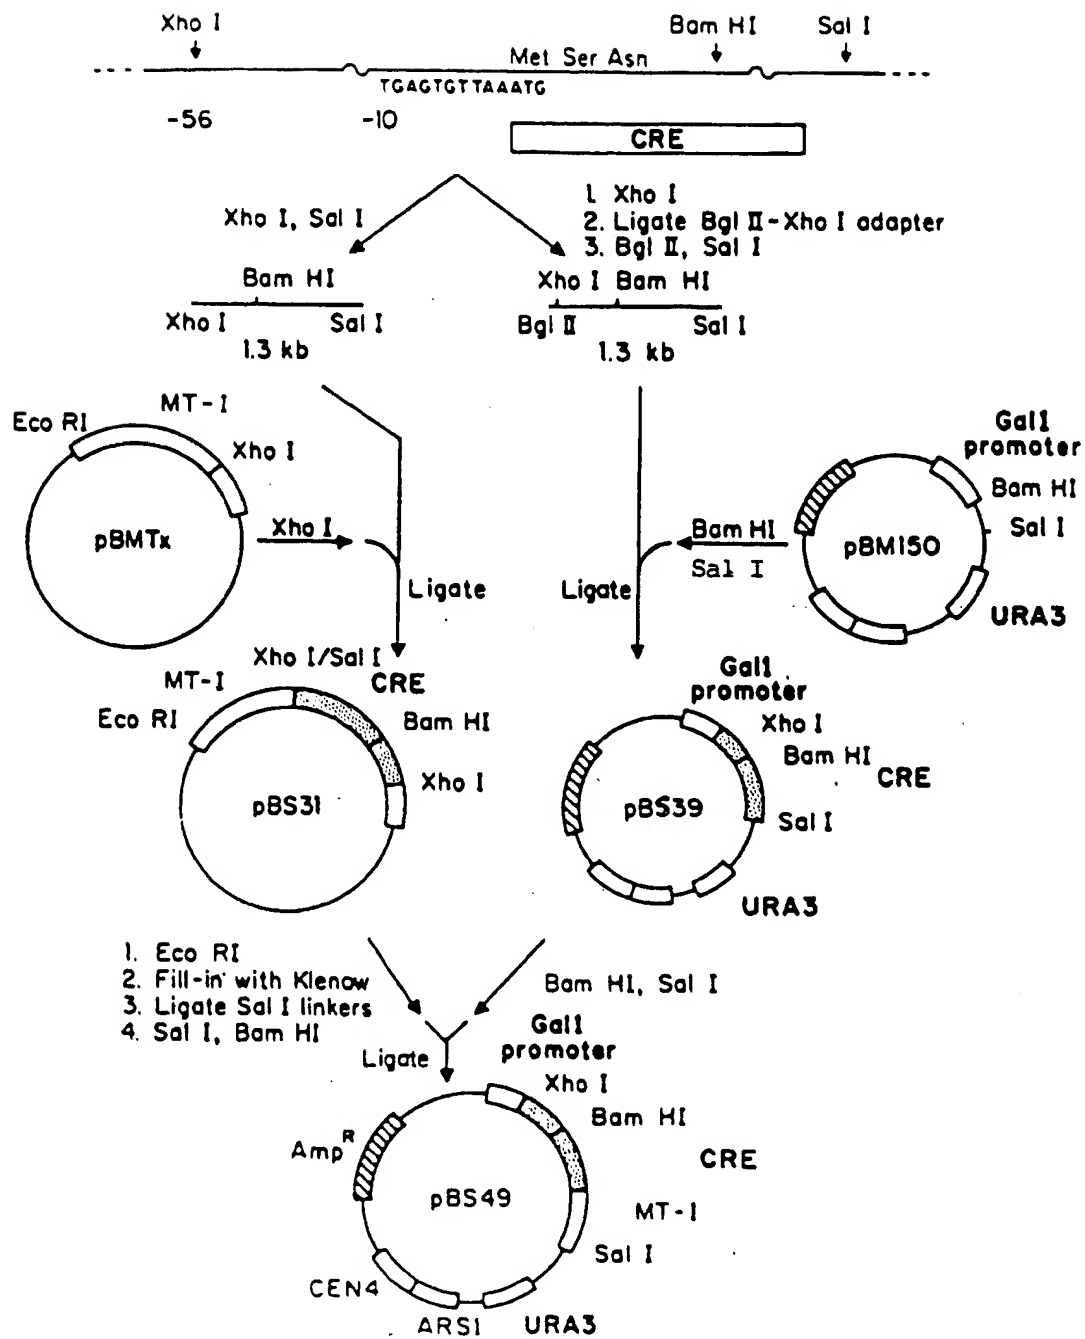 Xho I
Bam HI
Sal I
Met Ser Asn
TGAGTGTTAAATG
-56
-10
CRE
Xho I, Sal I
1. Xho I
2. Ligate Bgl II-Xho I adapter
3. Bgl II, Sal I
Bam HI
Xho I
Sal I
1.3 kb
Xho I Bam HI
Bgl II
Sal I
1.3 kb
MT-I
Eco RI
Xho I
pBMTx
Xho I
Ligate
Gal1
promoter
Bam HI
Sal I
pBM150
URA3
Bam HI
Sal I
Ligate
Xho I/Sal I
MT-I
CRE
Eco RI
Bam HI
Xho I
pBS31
Gal1
promoter
Xho I
Bam HI
CRE
pBS39
Sal I
URA3
1. Eco RI
2. Fill-in with Klenow
3. Ligate Sal I linkers
4. Sal I, Bam HI
Bam HI, Sal I
Ligate
Gal1
promoter
Xho I
Bam HI
Amp R
CRE
pBS49
MT-I
Sal I
CEN4
ARS1
URA3